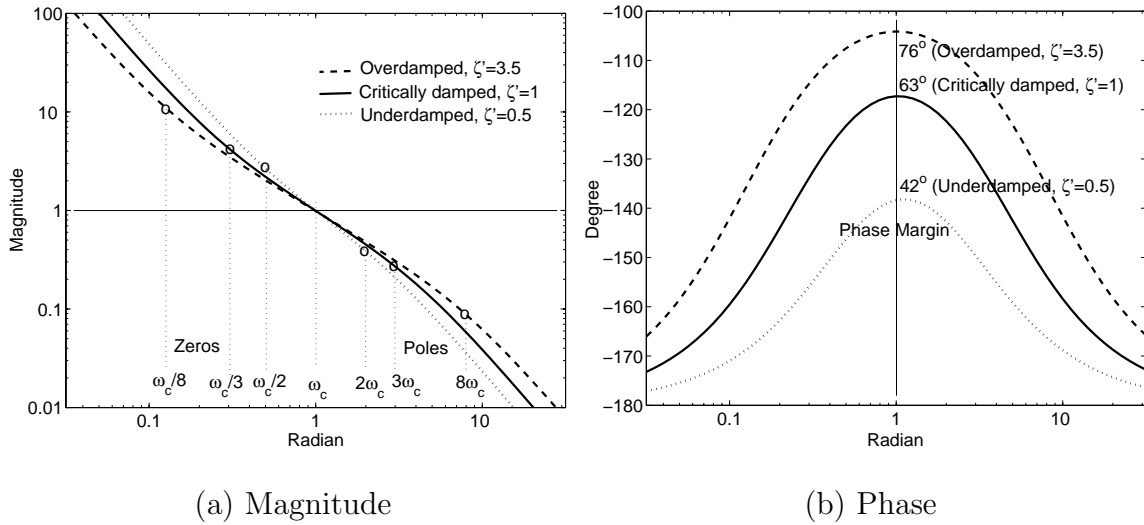 100
10
1
0.1
0.01
Magnitude
Overdamped, ζ'=3.5
Critically damped, ζ'=1
Underdamped, ζ'=0.5
Zeros
Poles
ω_c/8
ω_c/3
ω_c/2
ω_c
2ω_c
3ω_c
8ω_c
0.1
1
10
Radian
(a) Magnitude
−100
−110
−120
−130
−140
−150
−160
−170
−180
Degree
76° (Overdamped, ζ'=3.5)
63° (Critically damped, ζ'=1)
42° (Underdamped, ζ'=0.5)
Phase Margin
0.1
1
10
Radian
(b) Phase